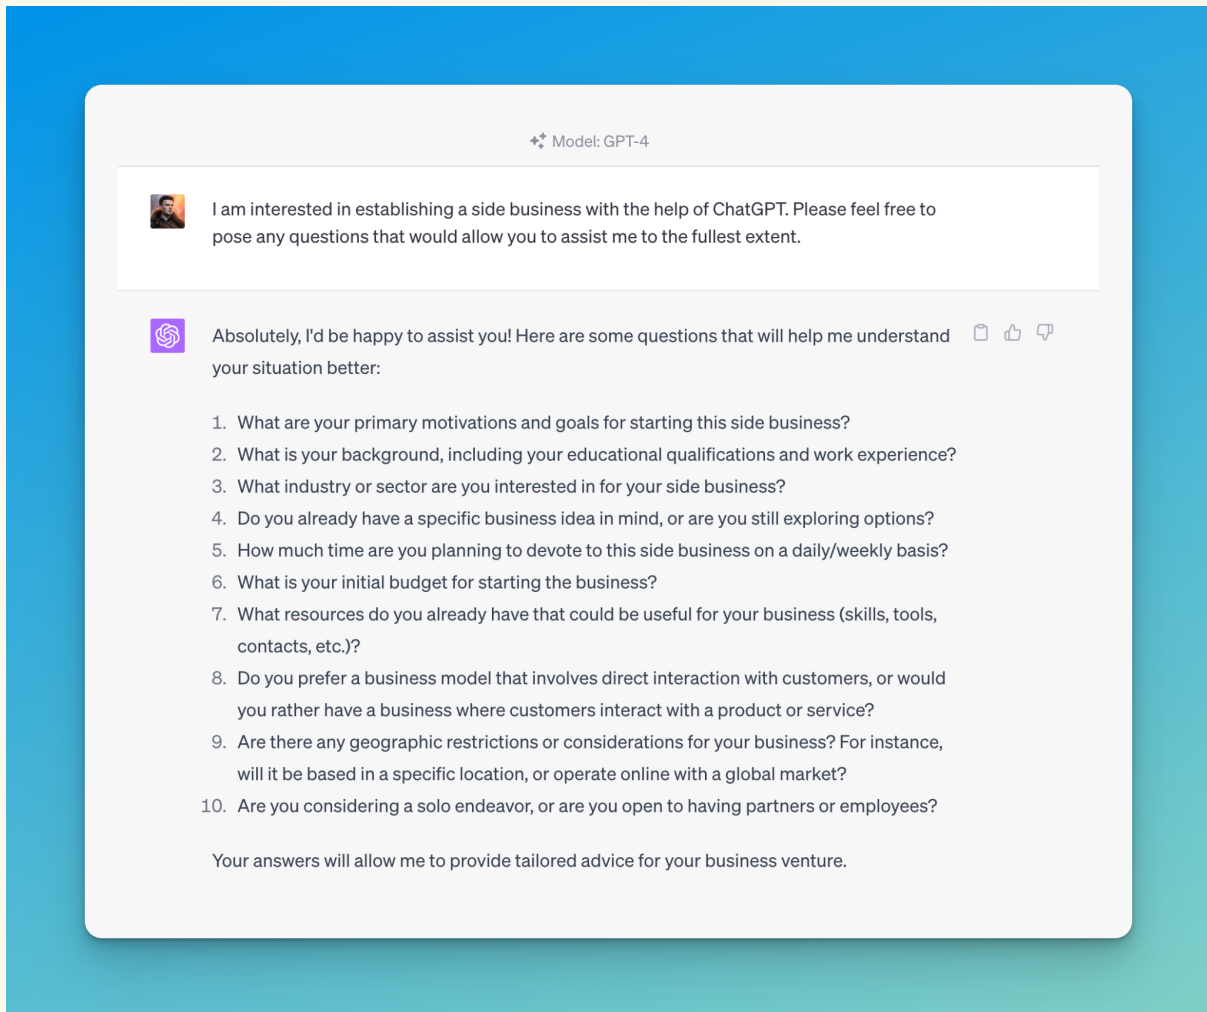 Model: GPT-4
I am interested in establishing a side business with the help of ChatGPT. Please feel free to
pose any questions that would allow you to assist me to the fullest extent.
Absolutely, I'd be happy to assist you! Here are some questions that will help me understand
your situation better:
1. What are your primary motivations and goals for starting this side business?
2. What is your background, including your educational qualifications and work experience?
3. What industry or sector are you interested in for your side business?
4. Do you already have a specific business idea in mind, or are you still exploring options?
5. How much time are you planning to devote to this side business on a daily/weekly basis?
6. What is your initial budget for starting the business?
7. What resources do you already have that could be useful for your business (skills, tools,
contacts, etc.)?
8. Do you prefer a business model that involves direct interaction with customers, or would
you rather have a business where customers interact with a product or service?
9. Are there any geographic restrictions or considerations for your business? For instance,
will it be based in a specific location, or operate online with a global market?
10. Are you considering a solo endeavor, or are you open to having partners or employees?
Your answers will allow me to provide tailored advice for your business venture.